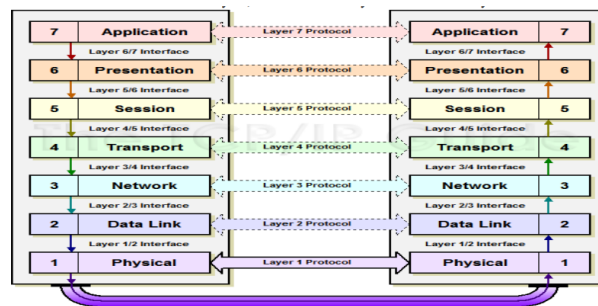 7 Application Layer 7 Protocol Application 7
Layer 6/7 Interface Layer 6/7 Interface
6 Presentation Layer 6 Protocol Presentation 6
Layer 5/6 Interface Layer 5/6 Interface
5 Session Layer 5 Protocol Session 5
Layer 4/5 Interface Layer 4/5 Interface
The TCP/IP Guide
4 Transport Layer 4 Protocol Transport 4
Layer 3/4 Interface Layer 3/4 Interface
3 Network Layer 3 Protocol Network 3
Layer 2/3 Interface Layer 2/3 Interface
2 Data Link Layer 2 Protocol Data Link 2
Layer 1/2 Interface Layer 1/2 Interface
1 Physical Layer 1 Protocol Physical 1